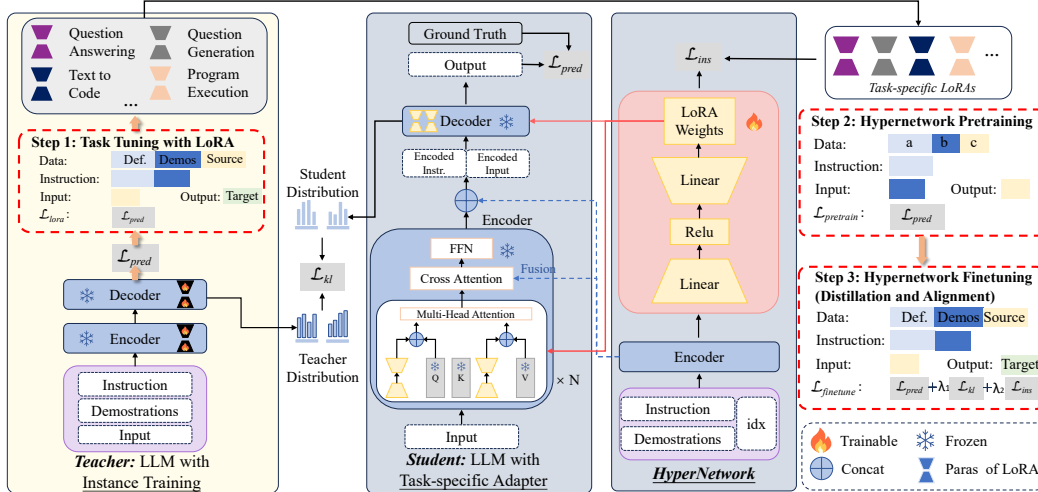 Question
Answering
Question
Generation
Text to
Code
Program
Execution
...
Step 1: Task Tuning with LoRA
Data: Def. Demos Source
Instruction:
Input: Output: Target
ℒlora : ℒpred
ℒpred
Decoder
Encoder
Instruction
Demostrations
Input
Teacher: LLM with
Instance Training
Student
Distribution
ℒkl
Teacher
Distribution
Ground Truth
Output
ℒpred
Decoder
Encoded
Instr.
Encoded
Input
Concat
Encoder
FFN
Cross Attention
Fusion
Multi-Head Attention
Q K V
× N
Input
Student: LLM with
Task-specific Adapter
ℒins
LoRA
Weights
Linear
Relu
Linear
Encoder
Instruction
Demostrations
idx
HyperNetwork
...
Task-specific LoRAs
Step 2: Hypernetwork Pretraining
Data: a b c
Instruction:
Input: Output:
ℒpretrain : ℒpred
Step 3: Hypernetwork Finetuning
(Distillation and Alignment)
Data: Def. Demos Source
Instruction:
Input: Output: Target
ℒfinetune : ℒpred +λ₁ ℒkl +λ₂ ℒins
Trainable
Frozen
Concat
Paras of LoRA